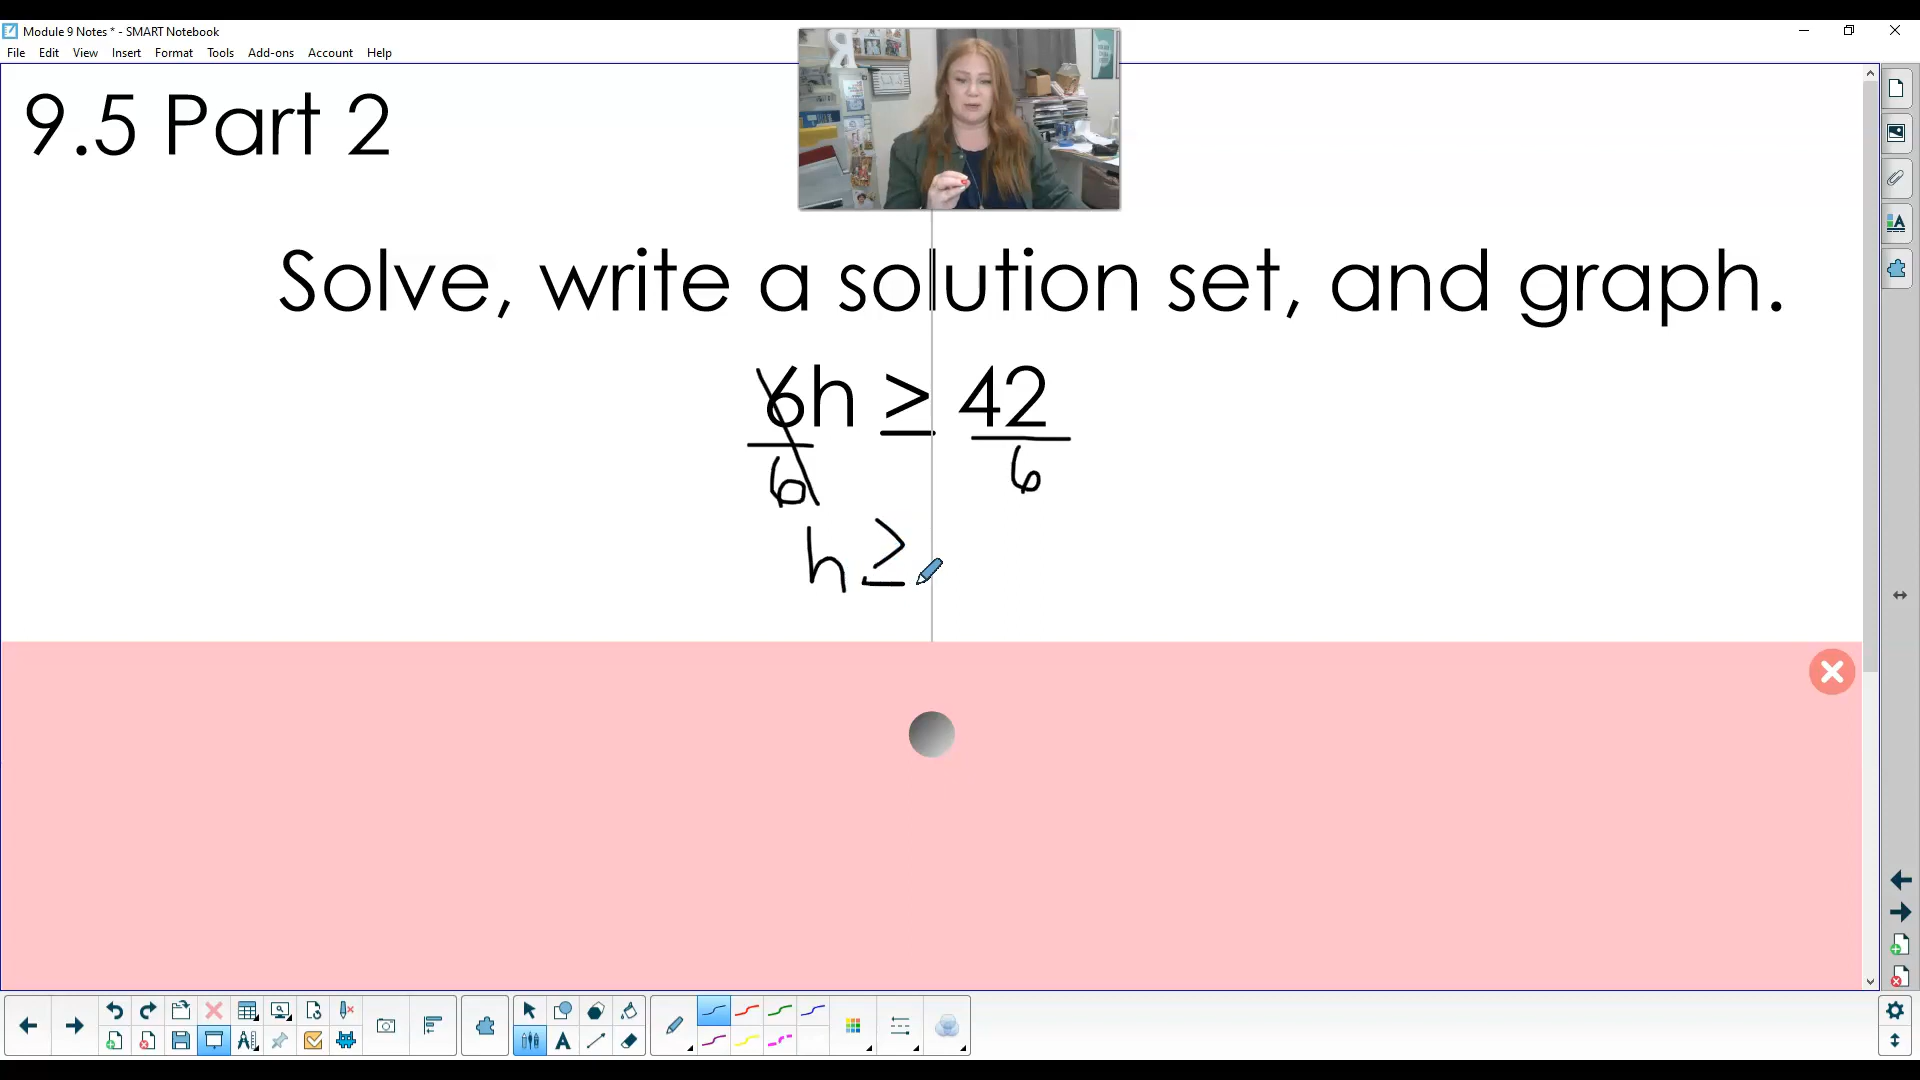 Module 9 Notes * - SMART Notebook
File Edit View Insert Format Tools Add-ons Account Help
9.5 Part 2
Solve, write a solution set, and graph.
6h ≥ 42
6 6
h ≥